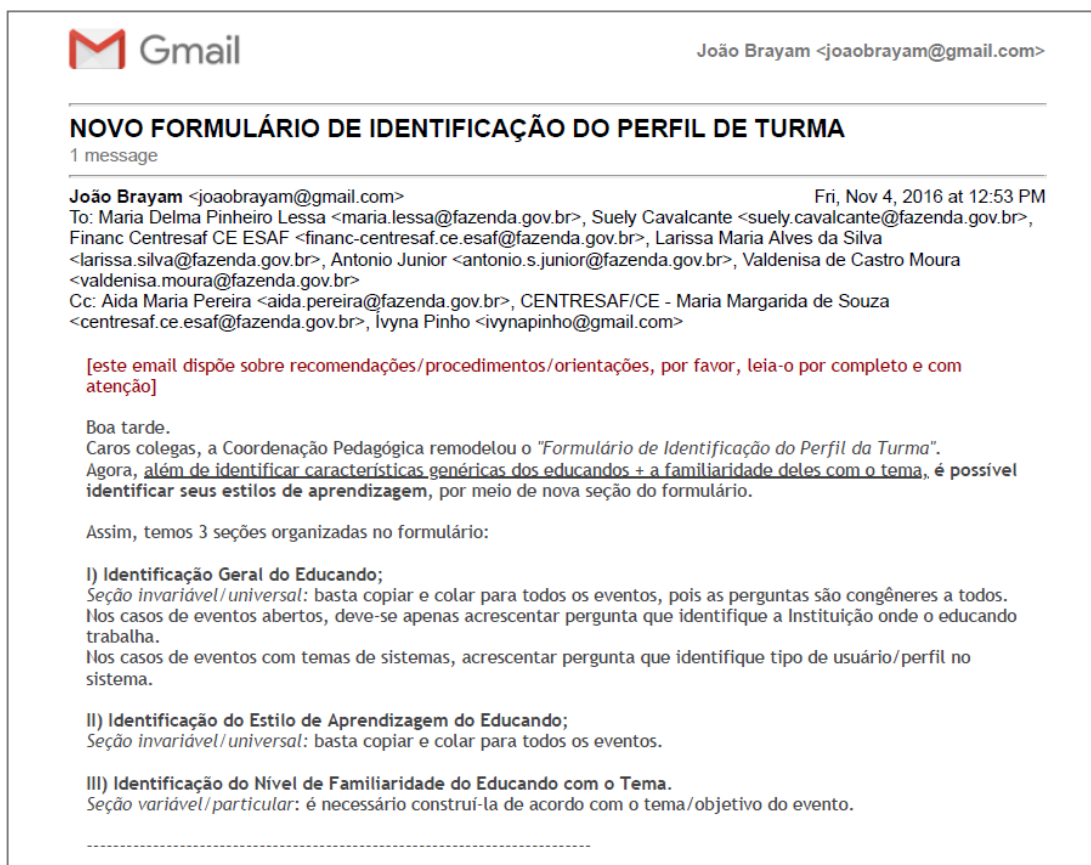 Gmail
João Brayam <joaobrayam@gmail.com>
NOVO FORMULÁRIO DE IDENTIFICAÇÃO DO PERFIL DE TURMA
1 message
João Brayam <joaobrayam@gmail.com> Fri, Nov 4, 2016 at 12:53 PM
To: Maria Delma Pinheiro Lessa <maria.lessa@fazenda.gov.br>, Suely Cavalcante <suely.cavalcante@fazenda.gov.br>,
Financ Centresaf CE ESAF <financ-centresaf.ce.esaf@fazenda.gov.br>, Larissa Maria Alves da Silva
<larissa.silva@fazenda.gov.br>, Antonio Junior <antonio.s.junior@fazenda.gov.br>, Valdenisa de Castro Moura
<valdenisa.moura@fazenda.gov.br>
Cc: Aida Maria Pereira <aida.pereira@fazenda.gov.br>, CENTRESAF/CE - Maria Margarida de Souza
<centresaf.ce.esaf@fazenda.gov.br>, Ívyna Pinho <ivynapinho@gmail.com>
[este email dispõe sobre recomendações/procedimentos/orientações, por favor, leia-o por completo e com
atenção]
Boa tarde.
Caros colegas, a Coordenação Pedagógica remodelou o "Formulário de Identificação do Perfil da Turma".
Agora, além de identificar características genéricas dos educandos + a familiaridade deles com o tema, é possível
identificar seus estilos de aprendizagem, por meio de nova seção do formulário.
Assim, temos 3 seções organizadas no formulário:
I) Identificação Geral do Educando;
Seção invariável/universal: basta copiar e colar para todos os eventos, pois as perguntas são congêneres a todos.
Nos casos de eventos abertos, deve-se apenas acrescentar pergunta que identifique a Instituição onde o educando
trabalha.
Nos casos de eventos com temas de sistemas, acrescentar pergunta que identifique tipo de usuário/perfil no
sistema.
II) Identificação do Estilo de Aprendizagem do Educando;
Seção invariável/universal: basta copiar e colar para todos os eventos.
III) Identificação do Nível de Familiaridade do Educando com o Tema.
Seção variável/particular: é necessário construí-la de acordo com o tema/objetivo do evento.
----------------------------------------------------------------------------